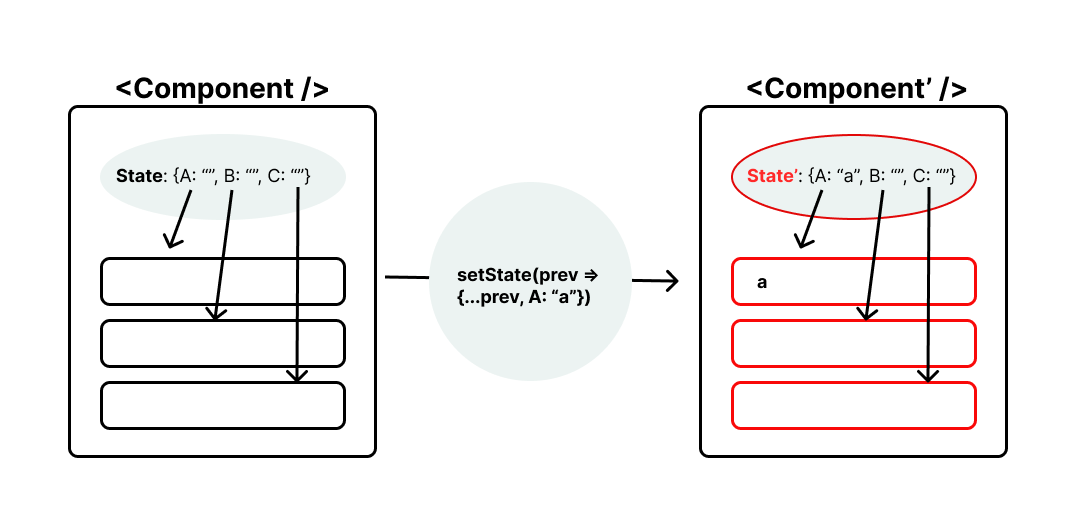 <Component />
<Component’ />
State: {A: “”, B: “”, C: “”}
State’: {A: “a”, B: “”, C: “”}
setState(prev ⇒
{...prev, A: “a”})
a